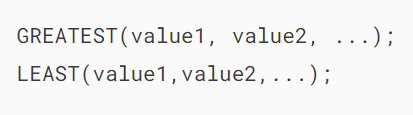 GREATEST(value1, value2, ...);
LEAST(value1,value2,...);